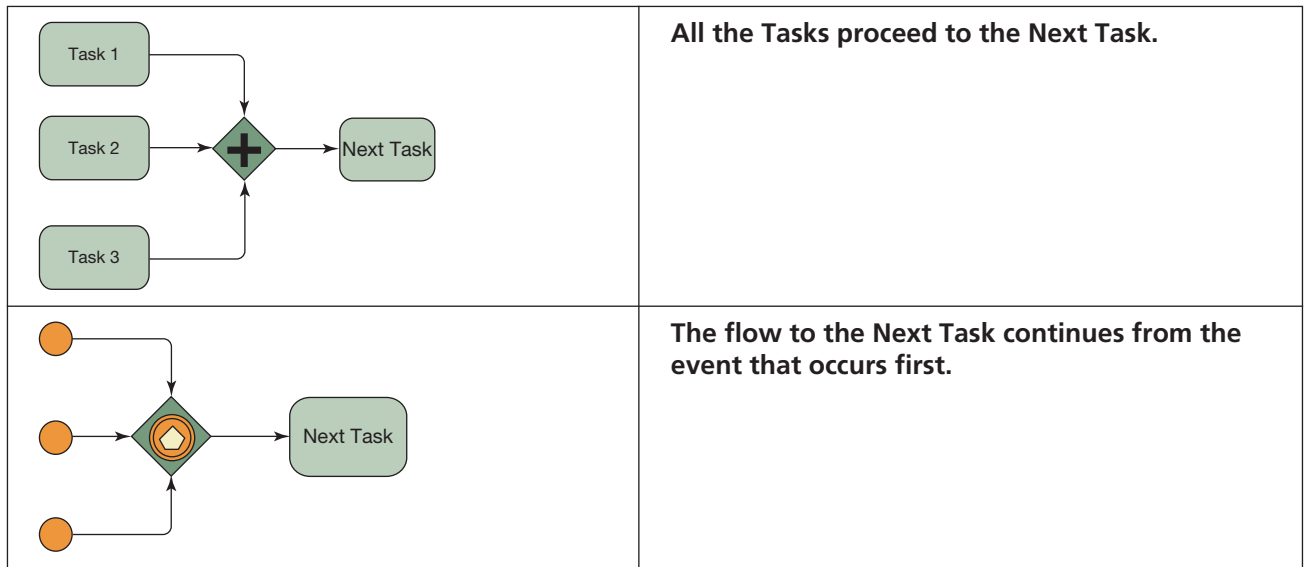 Task 1
All the Tasks proceed to the Next Task.
Task 2
Next Task
Task 3
The flow to the Next Task continues from the
event that occurs first.
Next Task